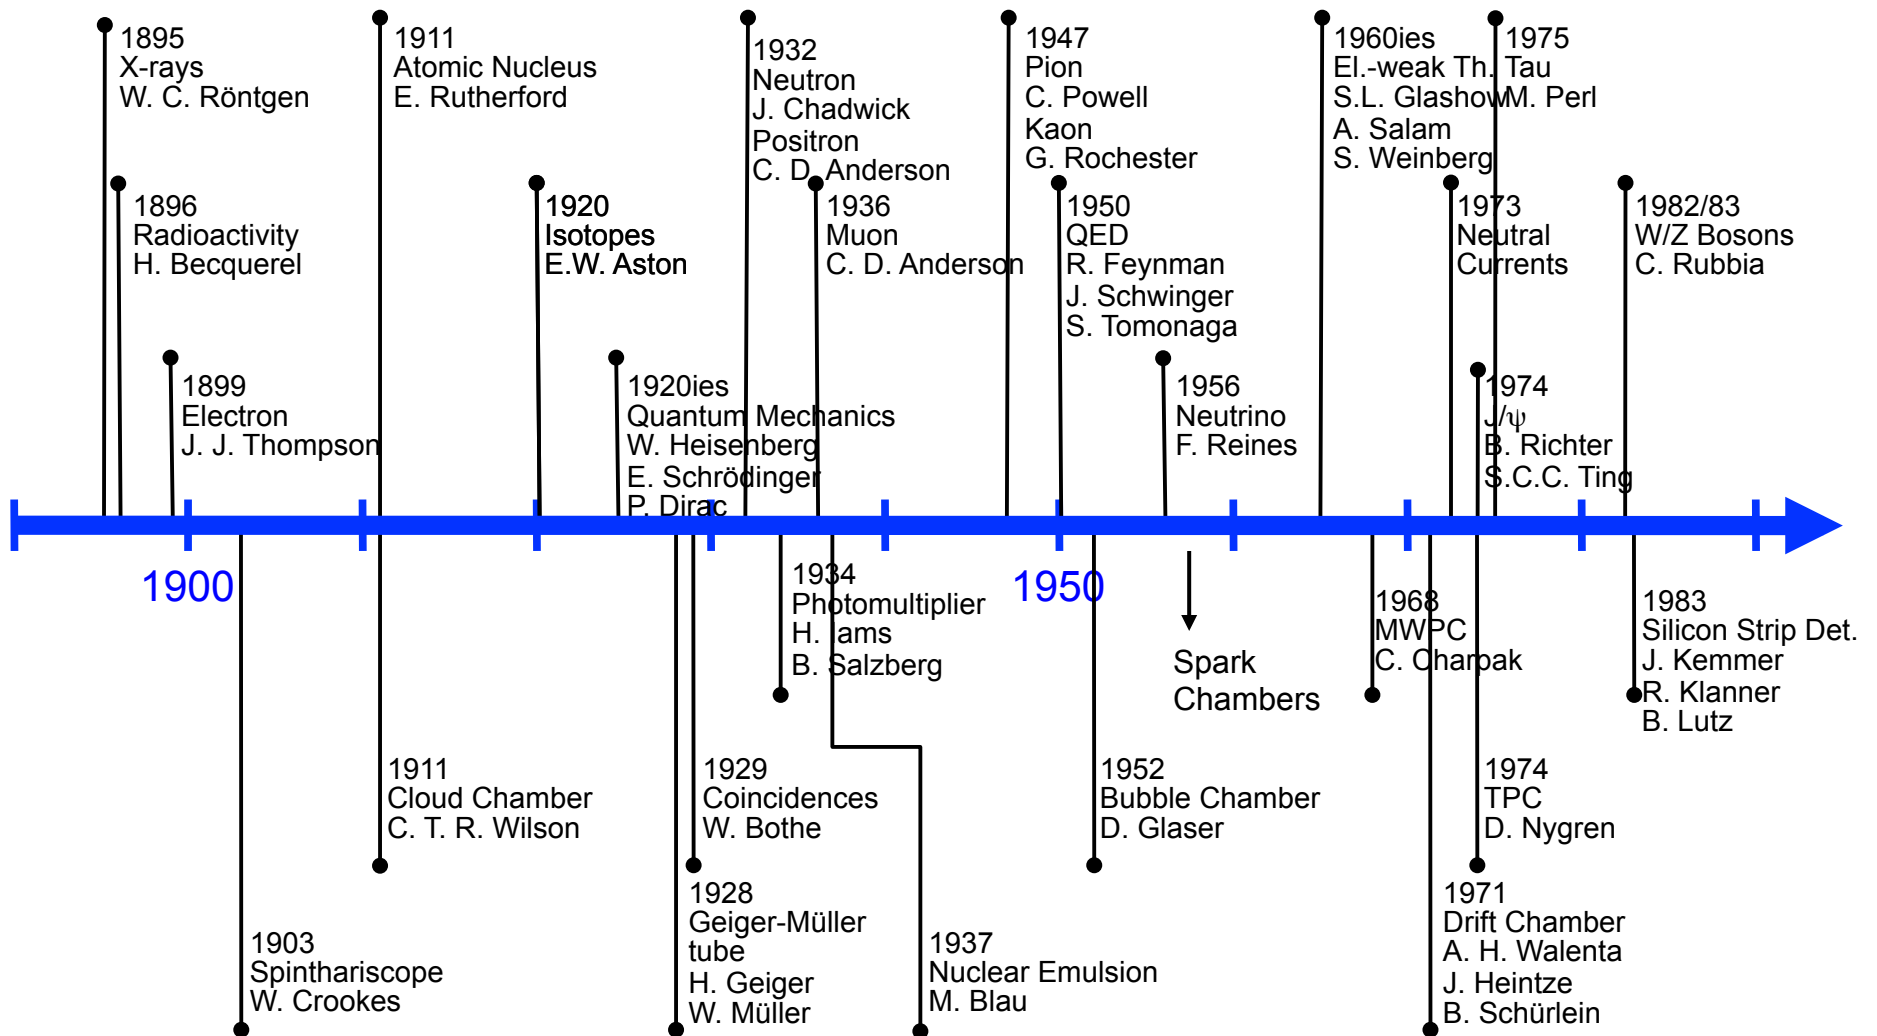 1895
X-rays
W. C. Röntgen
1911
Atomic Nucleus
E. Rutherford
1932
Neutron
J. Chadwick
Positron
C. D. Anderson
1947
Pion
C. Powell
Kaon
G. Rochester
1960ies
El.-weak Th.
S.L. Glashow
A. Salam
S. Weinberg
1975
Tau
M. Perl
1896
Radioactivity
H. Becquerel
1920
Isotopes
E.W. Aston
1936
Muon
C. D. Anderson
1950
QED
R. Feynman
J. Schwinger
S. Tomonaga
1973
Neutral
Currents
1982/83
W/Z Bosons
C. Rubbia
1899
Electron
J. J. Thompson
1920ies
Quantum Mechanics
W. Heisenberg
E. Schrödinger
P. Dirac
1956
Neutrino
F. Reines
1974
J/ψ
B. Richter
S.C.C. Ting
1900
1950
1934
Photomultiplier
H. Iams
B. Salzberg
Spark
Chambers
1968
MWPC
C. Charpak
1983
Silicon Strip Det.
J. Kemmer
R. Klanner
B. Lutz
1911
Cloud Chamber
C. T. R. Wilson
1929
Coincidences
W. Bothe
1952
Bubble Chamber
D. Glaser
1974
TPC
D. Nygren
1903
Spinthariscope
W. Crookes
1928
Geiger-Müller
tube
H. Geiger
W. Müller
1937
Nuclear Emulsion
M. Blau
1971
Drift Chamber
A. H. Walenta
J. Heintze
B. Schürlein